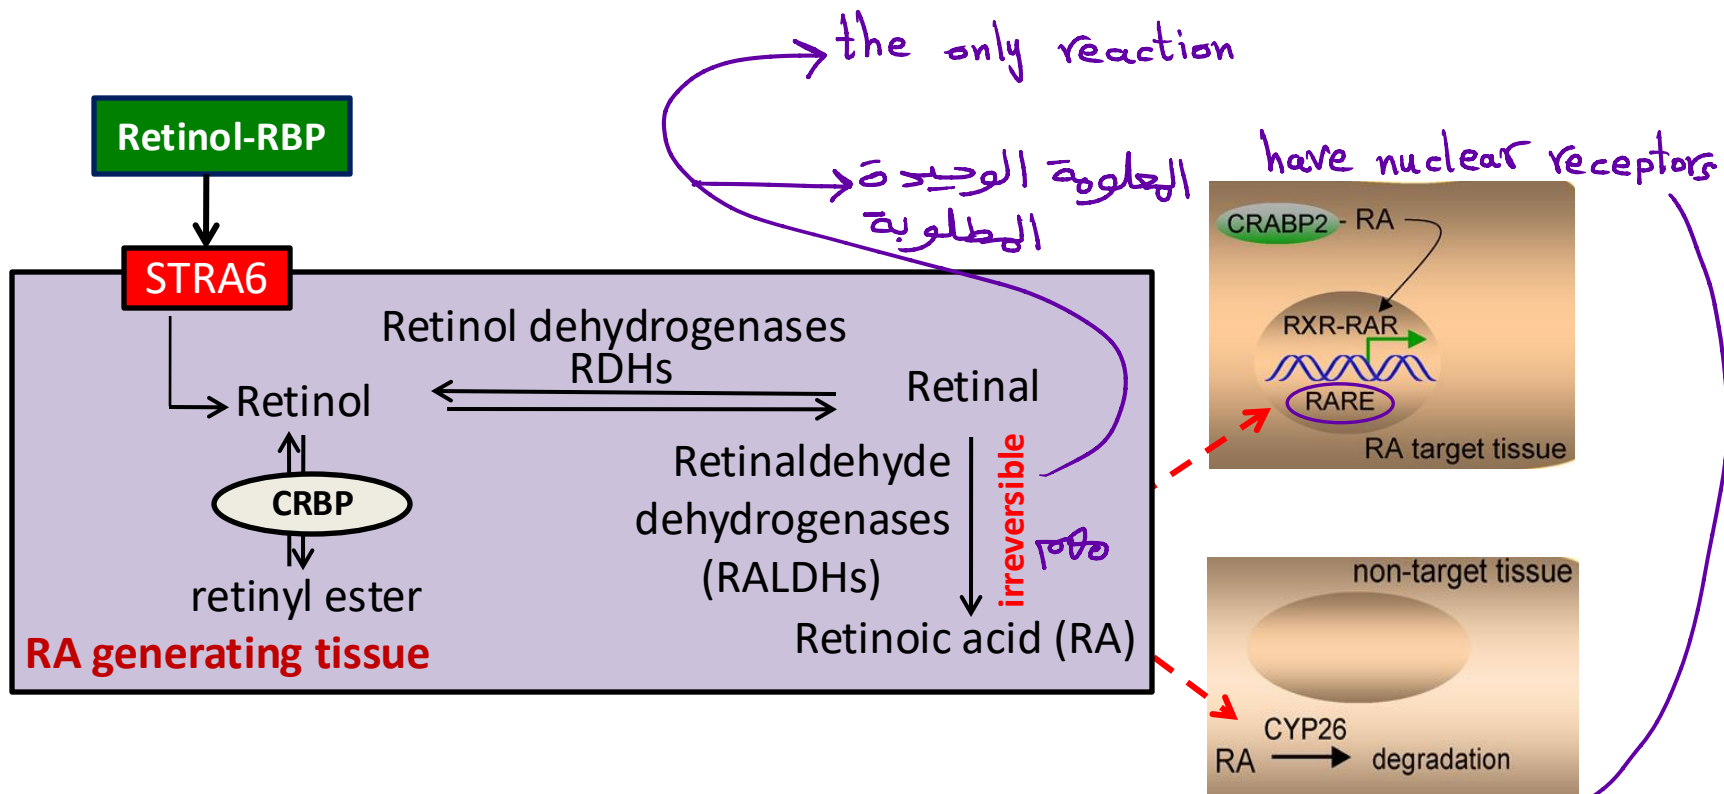 the only reaction
المعلومة الوحيدة
المطلوبة
have nuclear receptors
Retinol-RBP
STRA6
Retinol dehydrogenases
RDHs
Retinol
Retinal
CRBP
retinyl ester
Retinaldehyde
dehydrogenases
(RALDHs)
irreversible
مهم
Retinoic acid (RA)
RA generating tissue
CRABP2 - RA
RXR-RAR
RARE
RA target tissue
non-target tissue
CYP26
RA degradation